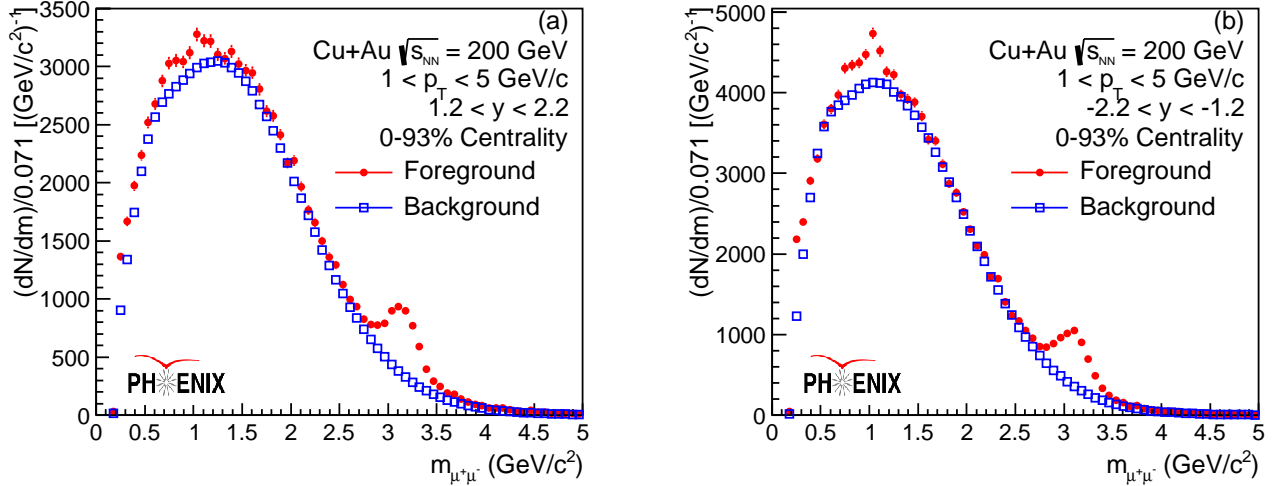 (a)
Cu+Au √s_NN = 200 GeV
1 < p_T < 5 GeV/c
1.2 < y < 2.2
0-93% Centrality
Foreground
Background
PHENIX
(dN/dm)/0.071 [(GeV/c²)⁻¹]
3500
3000
2500
2000
1500
1000
500
0
0 0.5 1 1.5 2 2.5 3 3.5 4 4.5 5
m_μ⁺μ⁻ (GeV/c²)
(b)
Cu+Au √s_NN = 200 GeV
1 < p_T < 5 GeV/c
-2.2 < y < -1.2
0-93% Centrality
Foreground
Background
PHENIX
(dN/dm)/0.071 [(GeV/c²)⁻¹]
5000
4000
3000
2000
1000
0
0 0.5 1 1.5 2 2.5 3 3.5 4 4.5 5
m_μ⁺μ⁻ (GeV/c²)